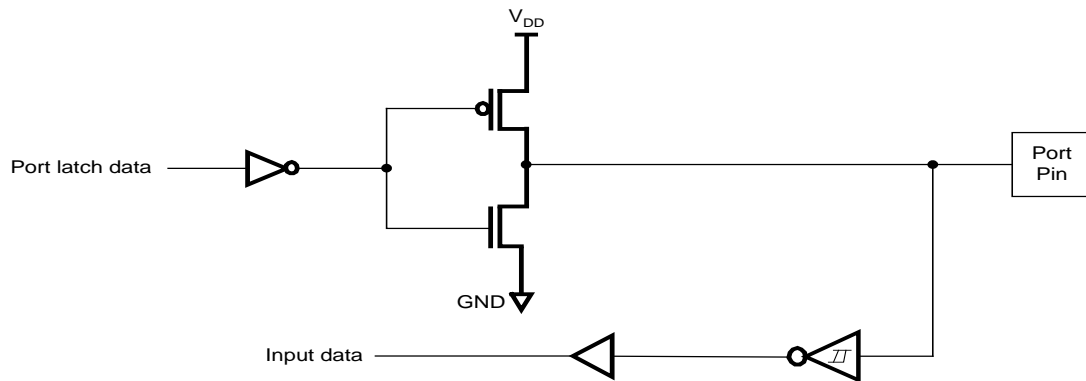 VDD
Port latch data
Port
Pin
GND
Input data